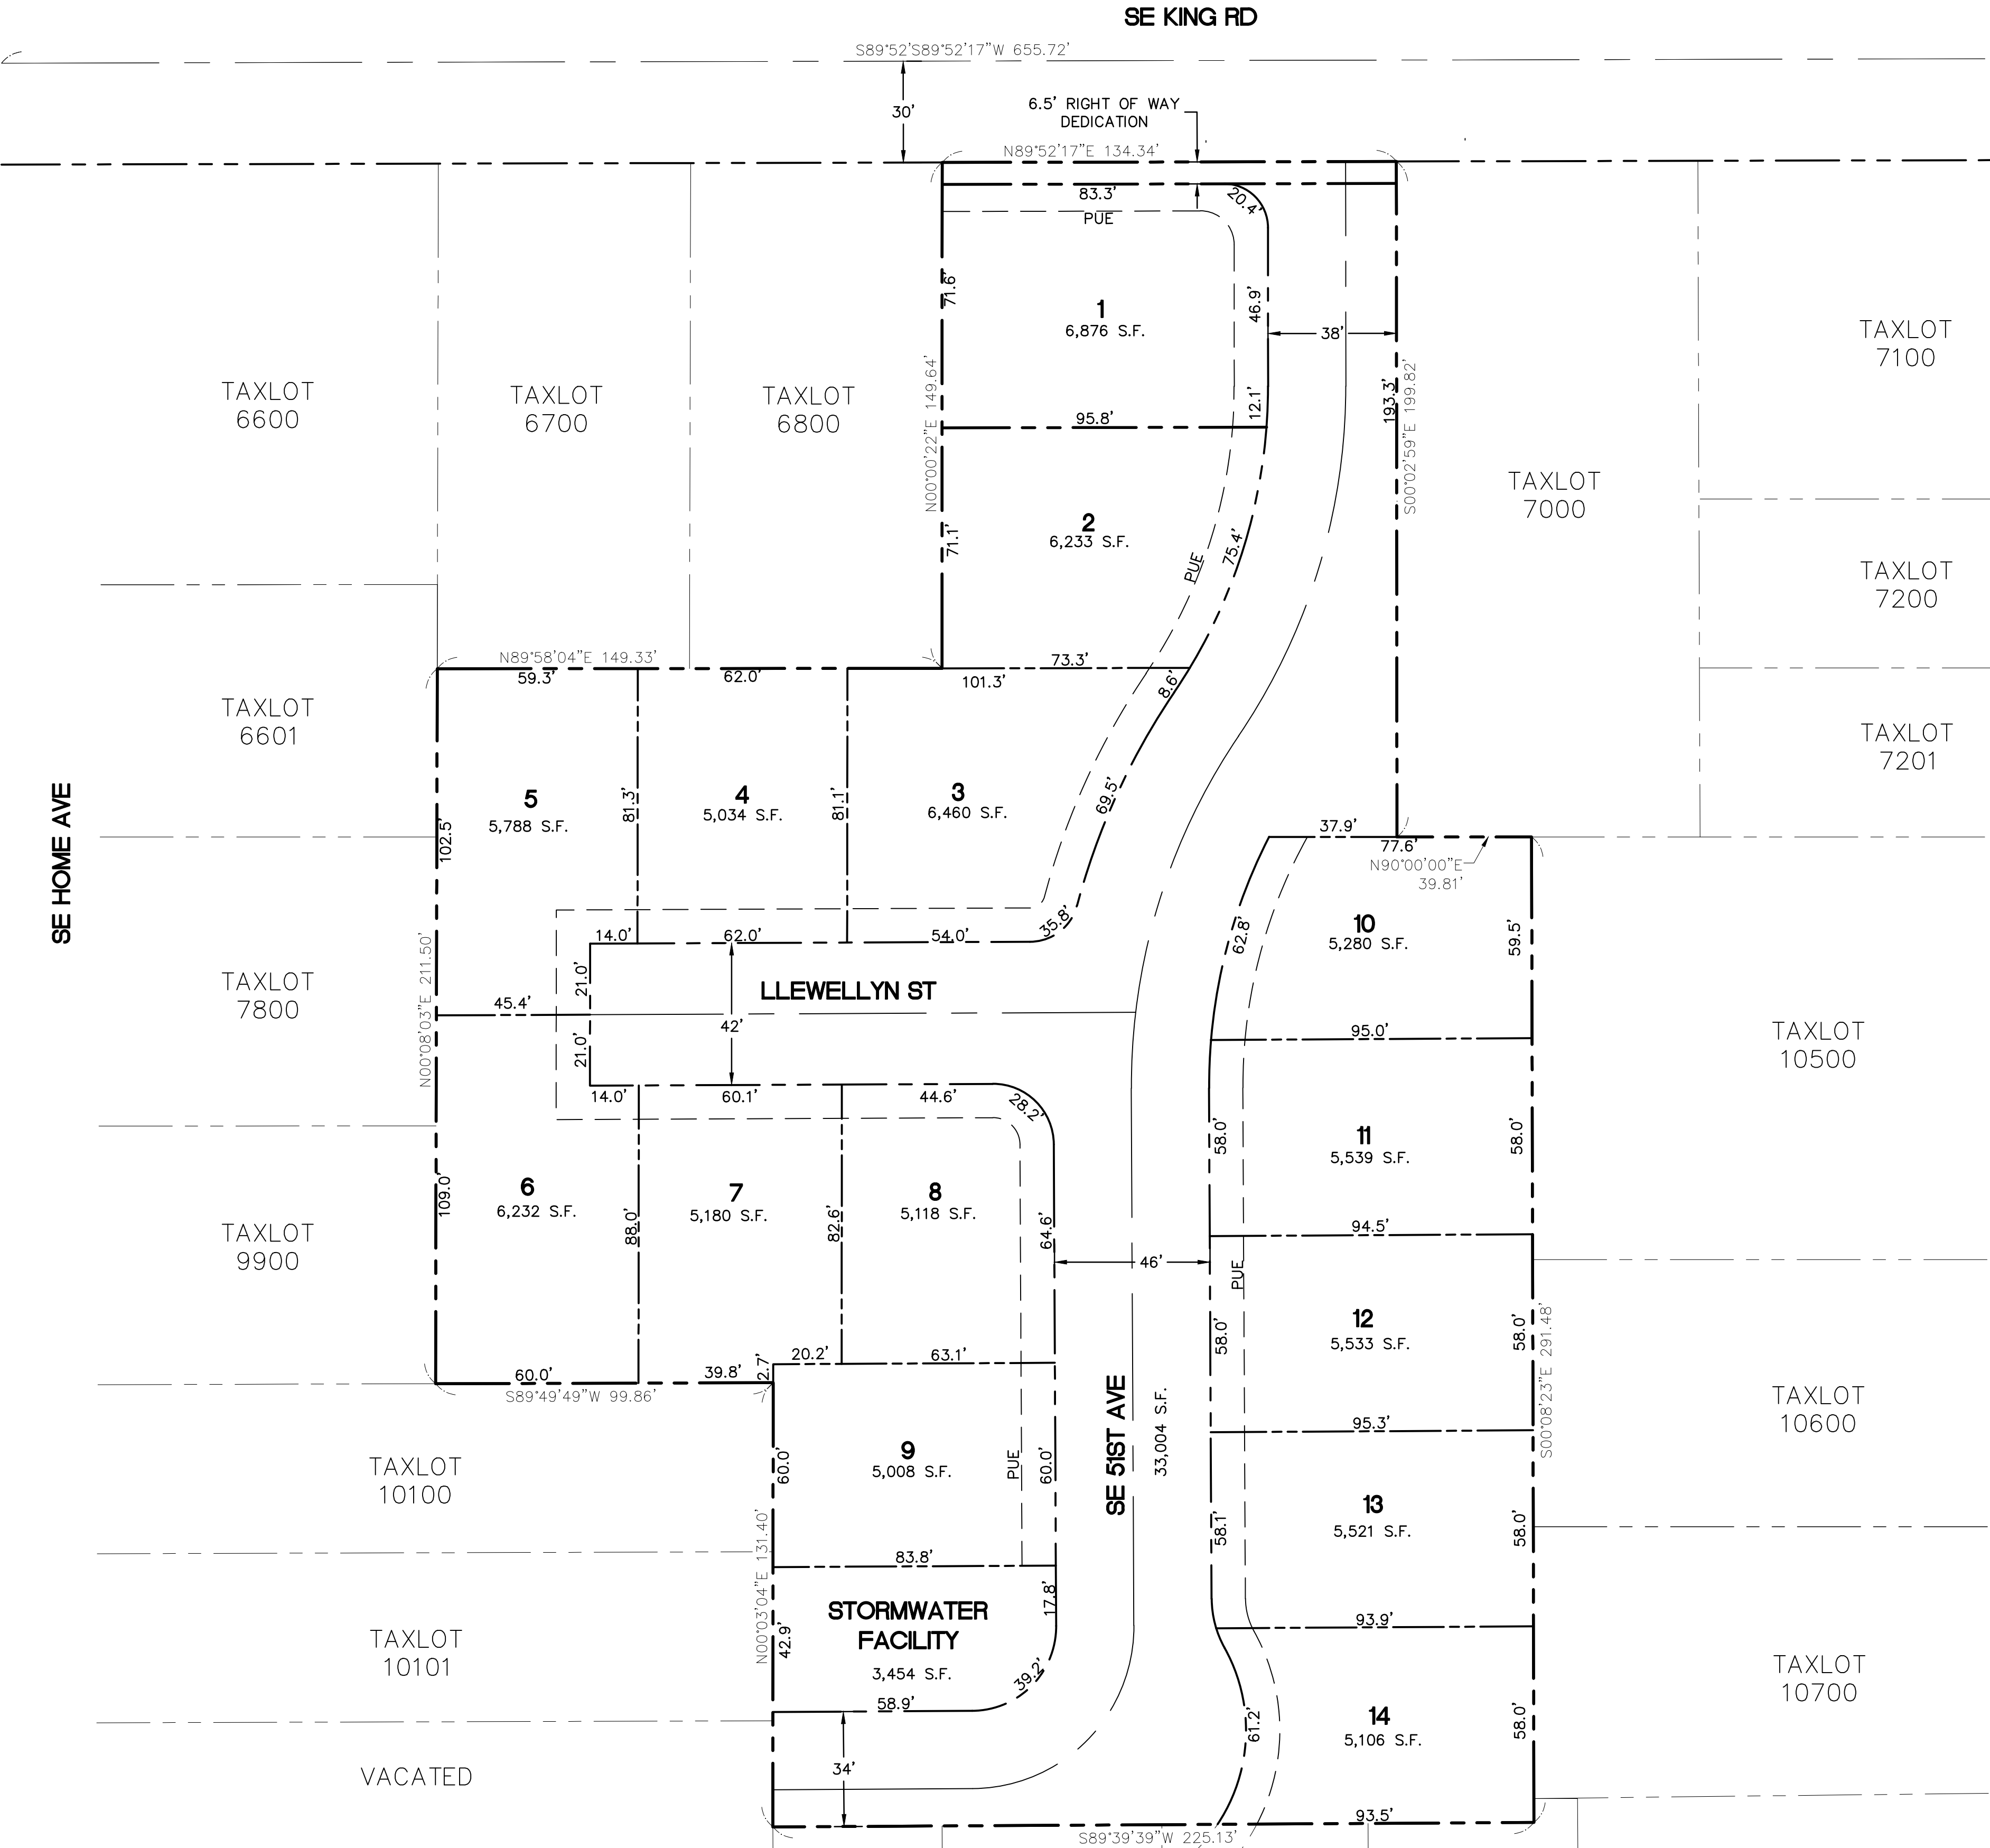 SE KING RD
S89°52'S89°52'17"W 655.72'
30'
6.5' RIGHT OF WAY
DEDICATION
N89°52'17"E 134.34'
83.3'
PUE
20.4'
71.6'
1
6,876 S.F.
46.9'
38'
12.1'
95.8'
N00°00'22"E 149.64'
193.3'
S00°02'59"E 199.82'
TAXLOT
6600
TAXLOT
6700
TAXLOT
6800
TAXLOT
7100
TAXLOT
7000
71.1'
2
6,233 S.F.
75.4'
PUE
TAXLOT
7200
N89°58'04"E 149.33'
59.3'
62.0'
73.3'
101.3'
8.6'
TAXLOT
6601
TAXLOT
7201
SE HOME AVE
102.5'
5
5,788 S.F.
81.3'
4
5,034 S.F.
81.1'
3
6,460 S.F.
69.5'
37.9'
77.6'
N90°00'00"E
39.81'
14.0'
62.0'
54.0'
35.8'
62.8'
10
5,280 S.F.
59.5'
TAXLOT
7800
N00°08'03"E 211.50'
45.4'
21.0'
21.0'
LLEWELLYN ST
42'
95.0'
TAXLOT
10500
14.0'
60.1'
44.6'
28.2'
58.0'
11
5,539 S.F.
58.0'
109.0'
6
6,232 S.F.
88.0'
7
5,180 S.F.
82.6'
8
5,118 S.F.
64.6'
94.5'
TAXLOT
9900
46'
PUE
58.0'
12
5,533 S.F.
58.0'
S00°08'23"E 291.48'
60.0'
39.8'
2.7'
20.2'
63.1'
S89°49'49"W 99.86'
TAXLOT
10600
95.3'
TAXLOT
10100
60.0'
9
5,008 S.F.
PUE
60.0'
SE 51ST AVE
33,004 S.F.
58.1'
13
5,521 S.F.
58.0'
83.8'
N00°03'04"E 131.40'
42.9'
STORMWATER
FACILITY
3,454 S.F.
17.8'
39.2'
58.9'
93.9'
TAXLOT
10101
TAXLOT
10700
61.2'
14
5,106 S.F.
58.0'
34'
VACATED
93.5'
S89°39'39"W 225.13'